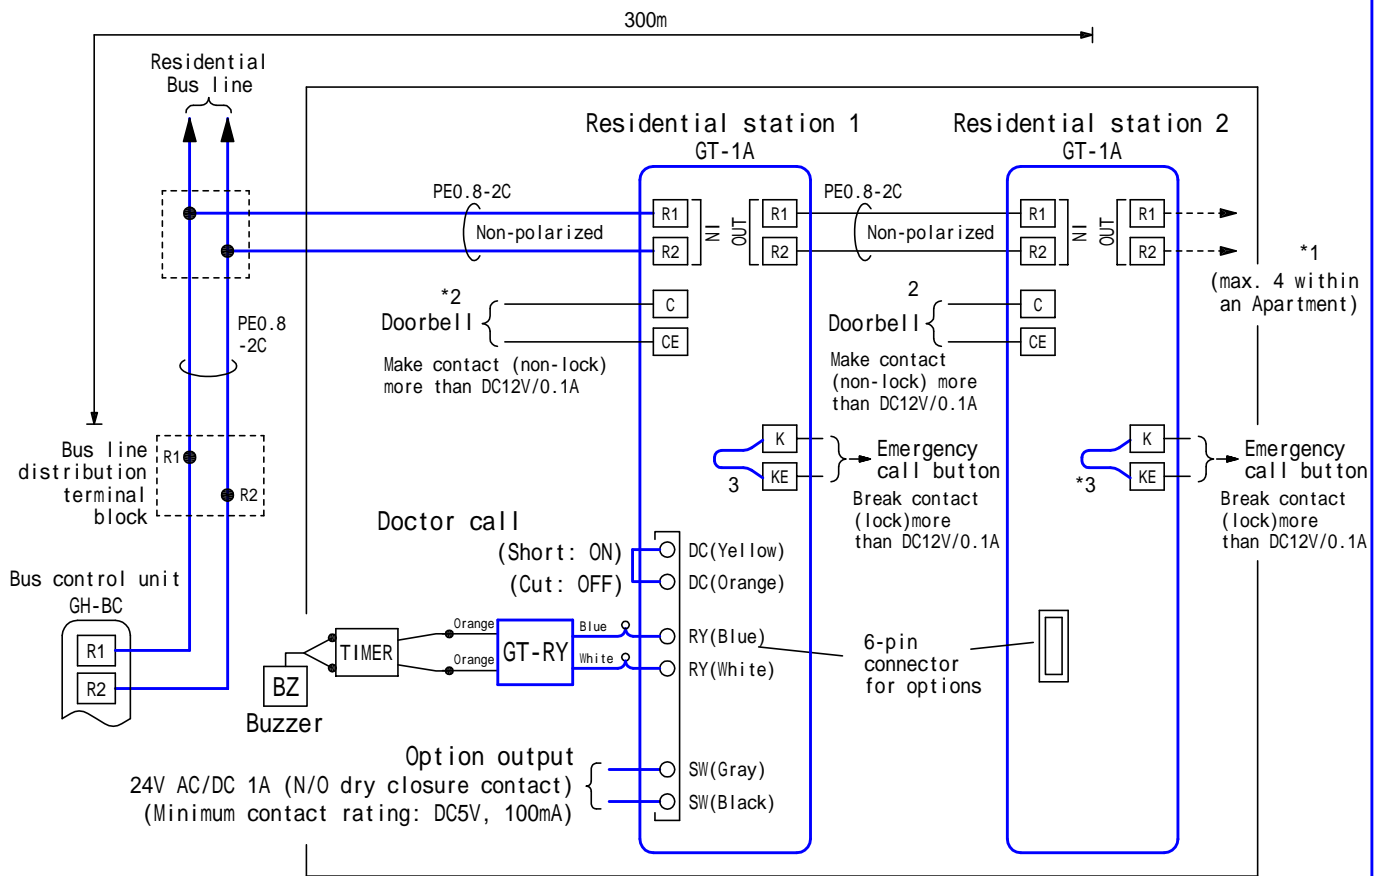 300m
Residential
Bus line
Residential station 1
GT-1A
Residential station 2
GT-1A
PE0.8-2C
Non-polarized
R1
R2
IN
OUT
R1
R2
PE0.8-2C
Non-polarized
R1
R2
IN
OUT
R1
R2
*1
(max. 4 within
an Apartment)
PE0.8
-2C
*2
Doorbell
C
CE
Make contact (non-lock)
more than DC12V/0.1A
2
Doorbell
C
CE
Make contact
(non-lock) more
than DC12V/0.1A
Bus line
distribution
terminal
block
R1
R2
K
KE
3
Emergency
call button
Break contact
(lock)more
than DC12V/0.1A
K
KE
*3
Emergency
call button
Break contact
(lock)more
than DC12V/0.1A
Doctor call
(Short: ON)
(Cut: OFF)
DC(Yellow)
DC(Orange)
Bus control unit
GH-BC
R1
R2
BZ
Buzzer
TIMER
Orange
Orange
GT-RY
Blue
White
RY(Blue)
RY(White)
6-pin
connector
for options
Option output
24V AC/DC 1A (N/O dry closure contact)
(Minimum contact rating: DC5V, 100mA)
SW(Gray)
SW(Black)